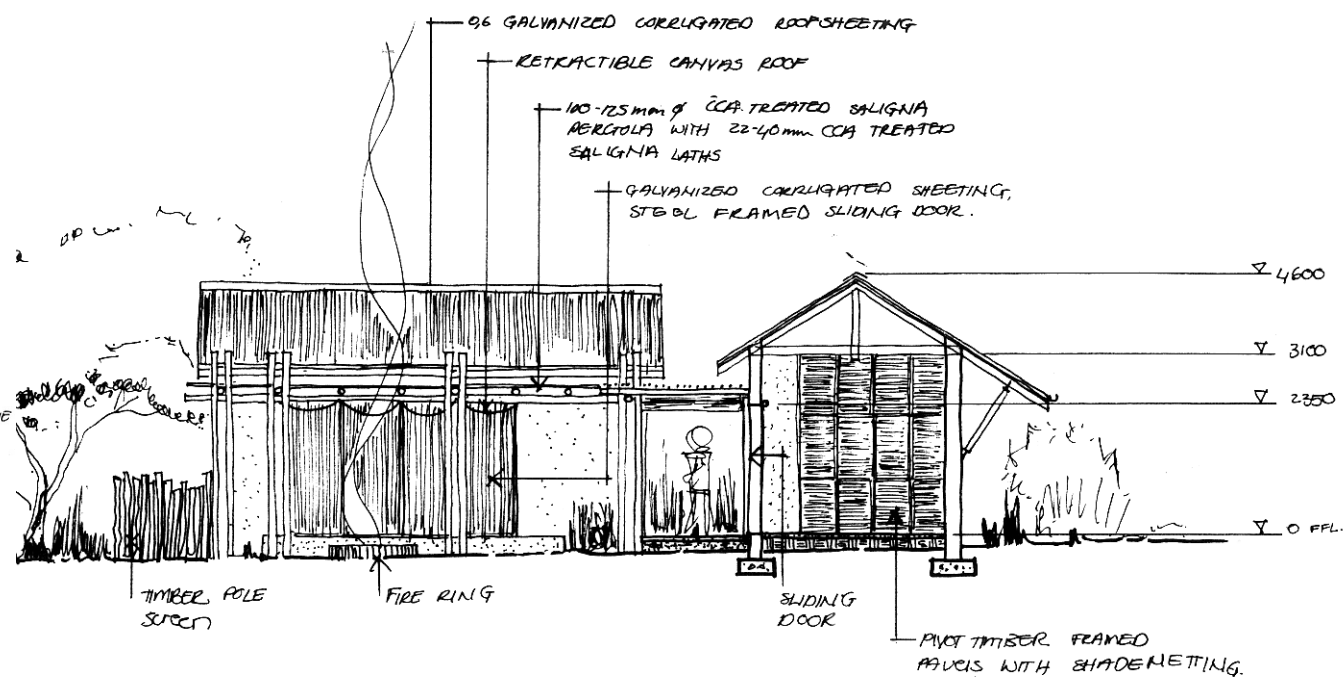 0,6 GALVANIZED CORRUGATED ROOFSHEETING
RETRACTIBLE CANVAS ROOF
100-125mm ø CCA TREATED SALIGNA
PERGOLA WITH 22-40mm CCA TREATED
SALIGNA LATHS
GALVANIZED CORRUGATED SHEETING,
STEEL FRAMED SLIDING DOOR.
4600
3100
2350
0 FFL.
TIMBER POLE
SCREEN
FIRE RING
SLIDING
DOOR
PIVOT TIMBER FRAMED
PANELS WITH SHADENETTING.